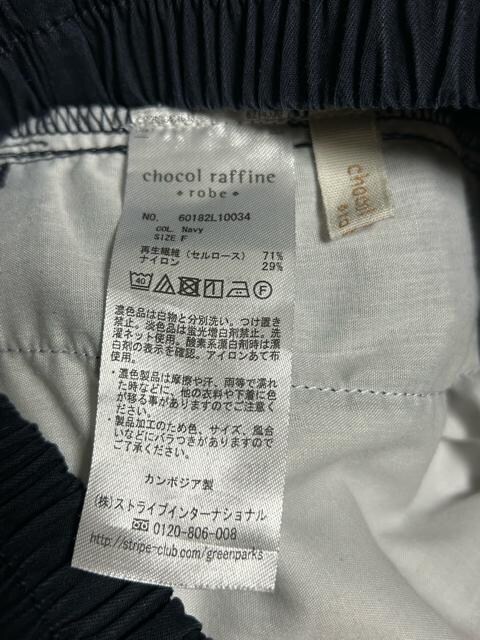 chocol raffine
robe
NO. 60182L10034
COL. Navy
SIZE F
再生繊維(セルロース) 71%
ナイロン 29%
40
F
濃色品は白物と分別洗い。つけ置き
禁止。淡色品は蛍光増白剤禁止。洗
濯ネット使用。酸素系漂白剤時は漂
白剤の表示を確認。アイロンあて布
使用。
・濃色製品は摩擦や汗、雨等で濡れ
た時などに、他の衣料や下着に色
が移る事がありますのでご注意くだ
さい。
・製品加工のため色、サイズ、風合
いなどにバラつきがありますので
ご了承ください。
カンボジア製
(株)ストライプインターナショナル
0120-806-008
http://stripe-club.com/greenparks